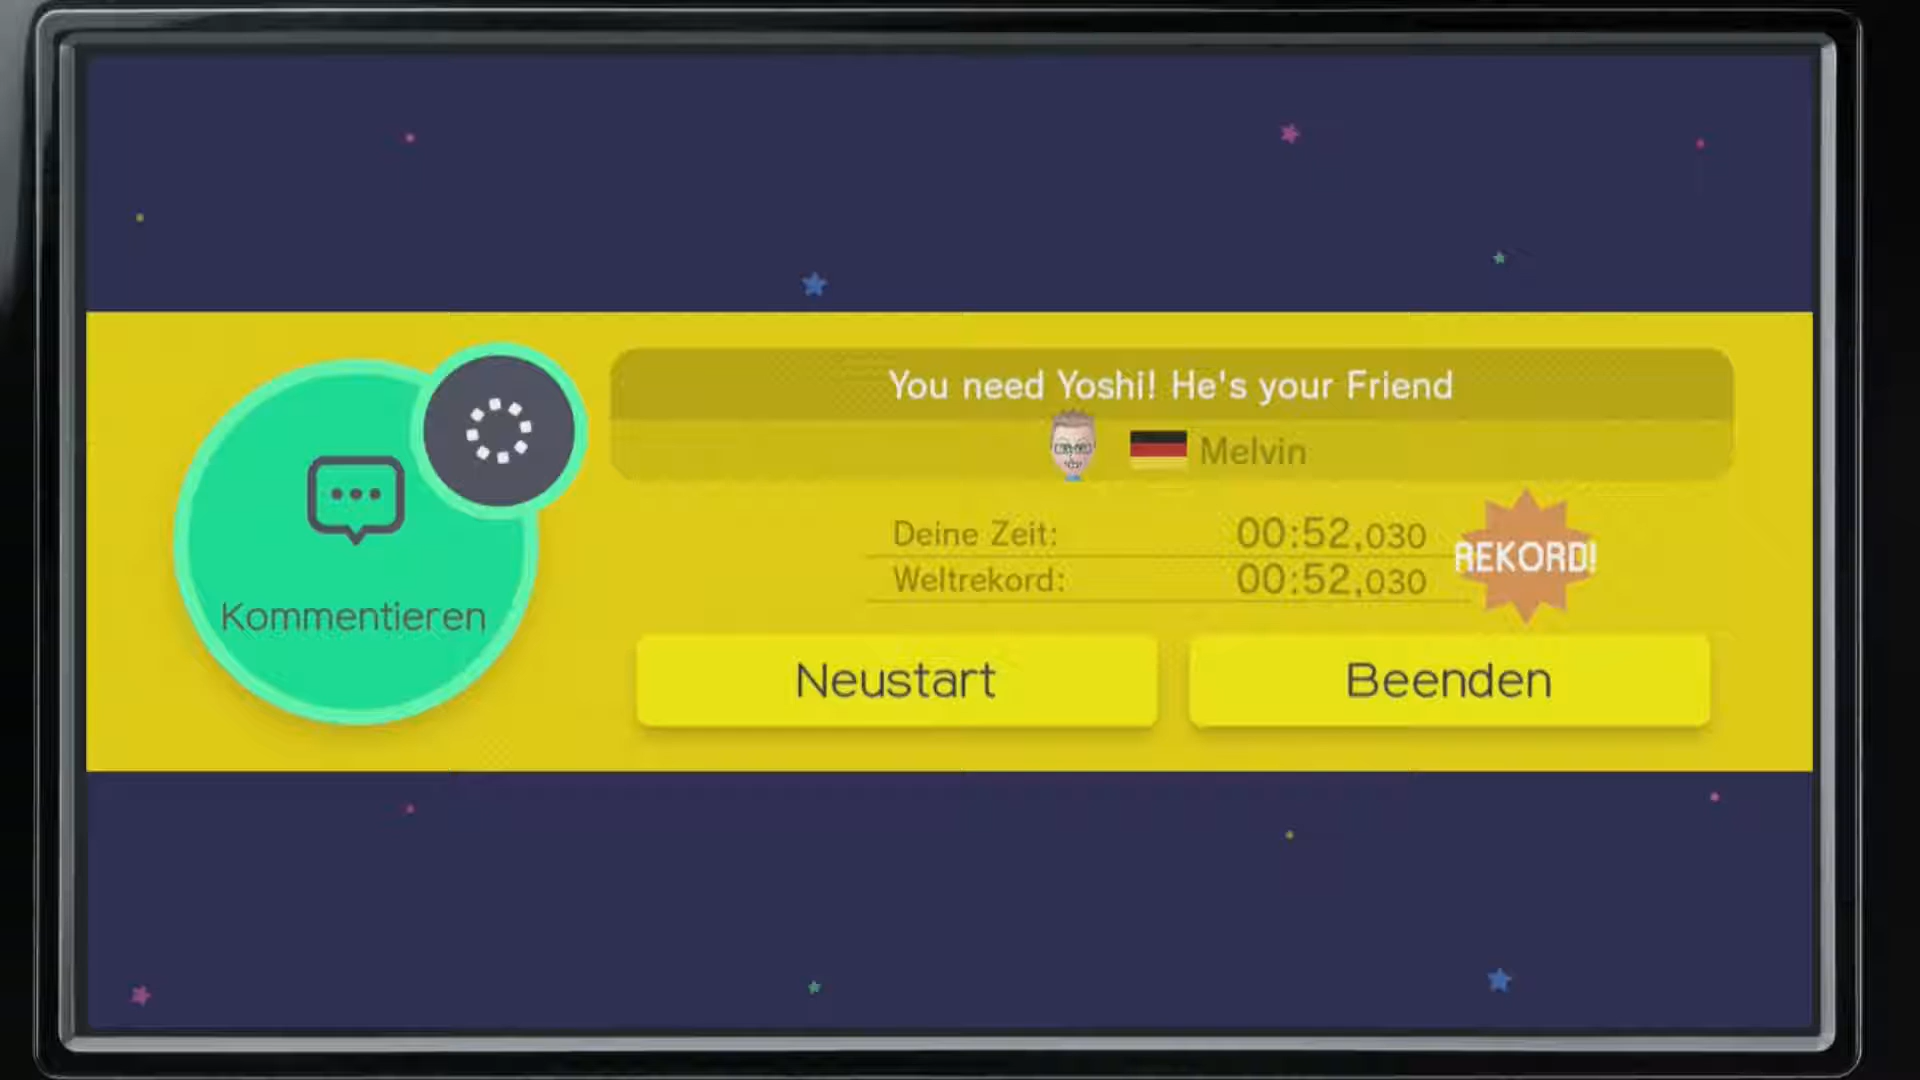 You need Yoshi! He's your Friend
Melvin
Deine Zeit: 00:52,030
Weltrekord: 00:52,030
REKORD!
Kommentieren
Neustart
Beenden